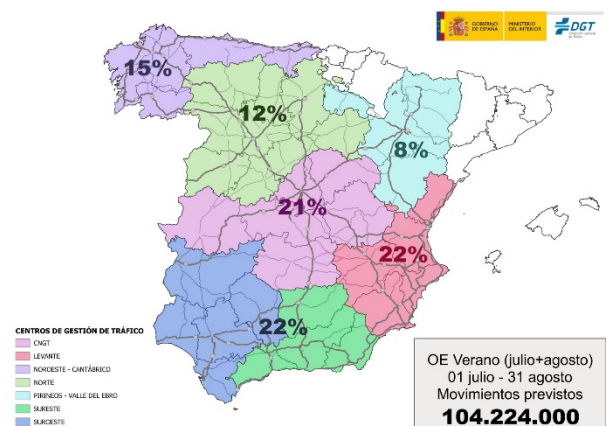 GOBIERNO
DE ESPAÑA
MINISTERIO
DEL INTERIOR
DGT
15%
12%
8%
21%
22%
22%
CENTROS DE GESTIÓN DE TRÁFICO
CNGT
LEVANTE
NOROESTE - CANTÁBRICO
NORTE
PIRINEOS - VALLE DEL EBRO
SURESTE
SUROESTE
OE Verano (julio+agosto)
01 julio - 31 agosto
Movimientos previstos
104.224.000